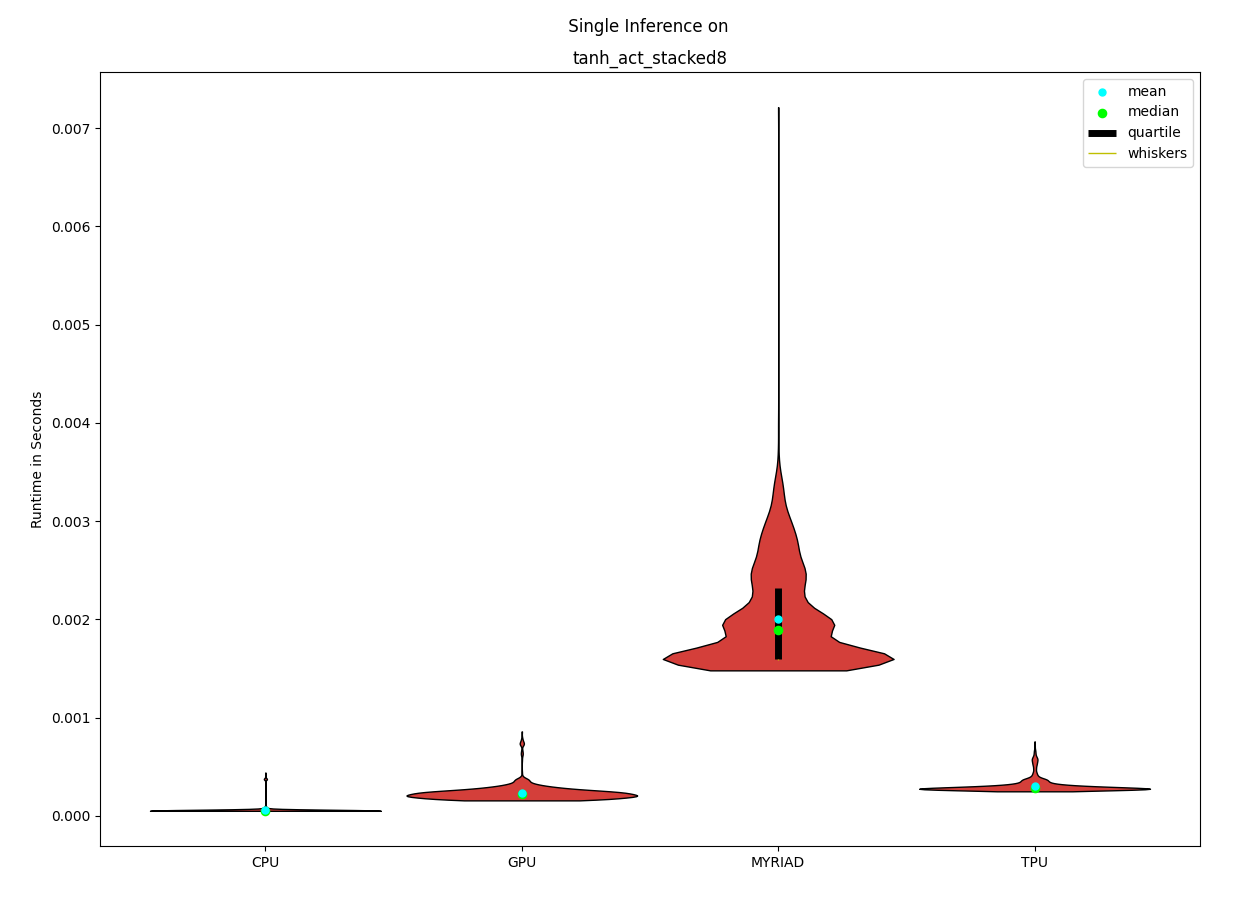 Single Inference on
tanh_act_stacked8
mean
median
quartile
whiskers
Runtime in Seconds
0.007
0.006
0.005
0.004
0.003
0.002
0.001
0.000
CPU GPU MYRIAD TPU